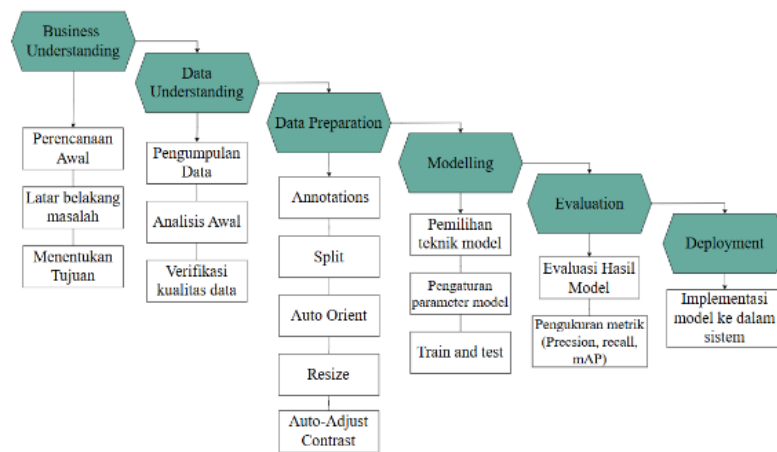 Business
Understanding
Perencanaan
Awal
Latar belakang
masalah
Menentukan
Tujuan
Data
Understanding
Pengumpulan
Data
Analisis Awal
Verifikasi
kualitas data
Data Preparation
Annotations
Split
Auto Orient
Resize
Auto-Adjust
Contrast
Modelling
Pemilihan
teknik model
Pengaturan
parameter model
Train and test
Evaluation
Evaluasi Hasil
Model
Pengukuran metrik
(Precsion, recall,
mAP)
Deployment
Implementasi
model ke dalam
sistem